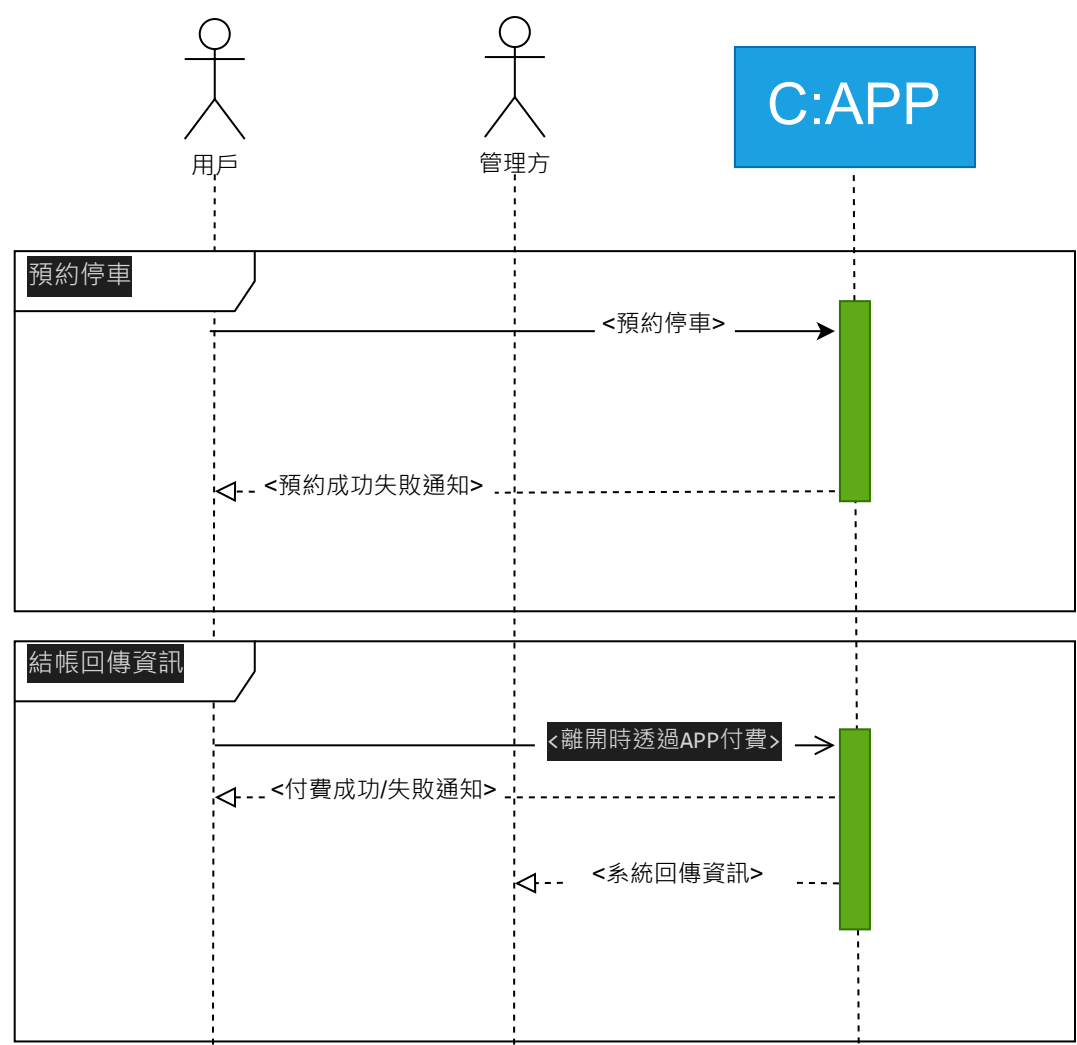 用戶
管理方
C:APP
預約停車
<預約停車>
<預約成功失敗通知>
結帳回傳資訊
<離開時透過APP付費>
<付費成功/失敗通知>
<系統回傳資訊>